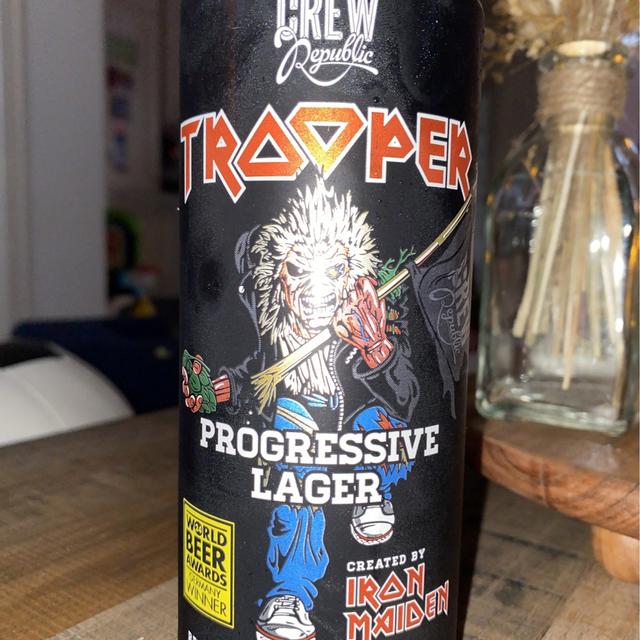 CREW
Republic
TROOPER
PROGRESSIVE
LAGER
WORLD
BEER
AWARDS
GERMANY
WINNER
CREATED BY
IRON
MAIDEN